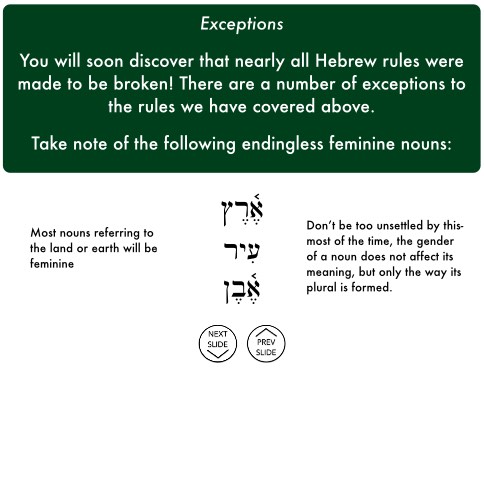 Exceptions
You will soon discover that nearly all Hebrew rules were
made to be broken! There are a number of exceptions to
the rules we have covered above.
Take note of the following endingless feminine nouns:
Most nouns referring to
the land or earth will be
feminine
אֶ֫רֶץ
עִיר
אֶ֫בֶן
Don’t be too unsettled by this-
most of the time, the gender
of a noun does not affect its
meaning, but only the way its
plural is formed.
NEXT
SLIDE
PREV
SLIDE